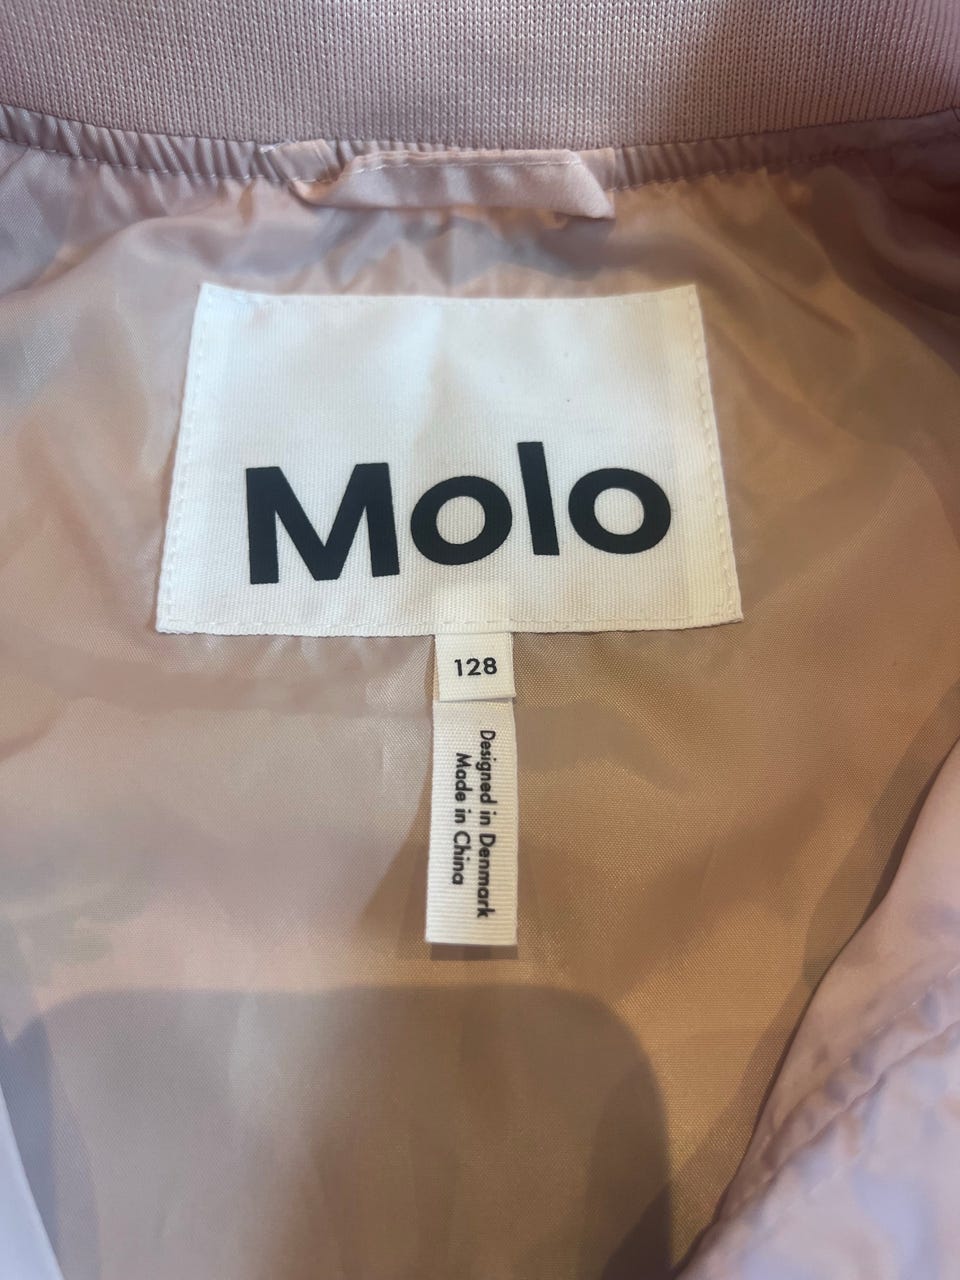 Molo
128
Designed in Denmark
Made in China